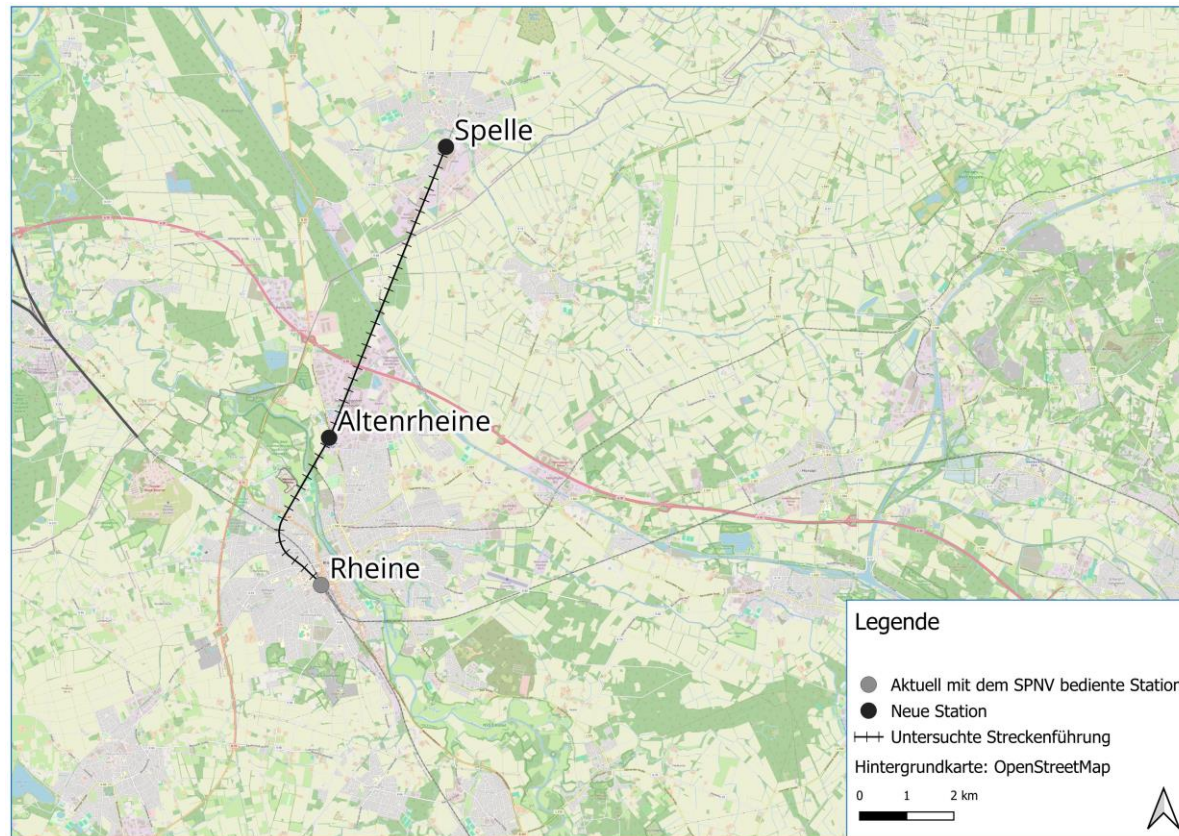 Spelle
Altenrheine
Rheine
Legende
Aktuell mit dem SPNV bediente Station
Neue Station
Untersuchte Streckenführung
Hintergrundkarte: OpenStreetMap
0 1 2 km